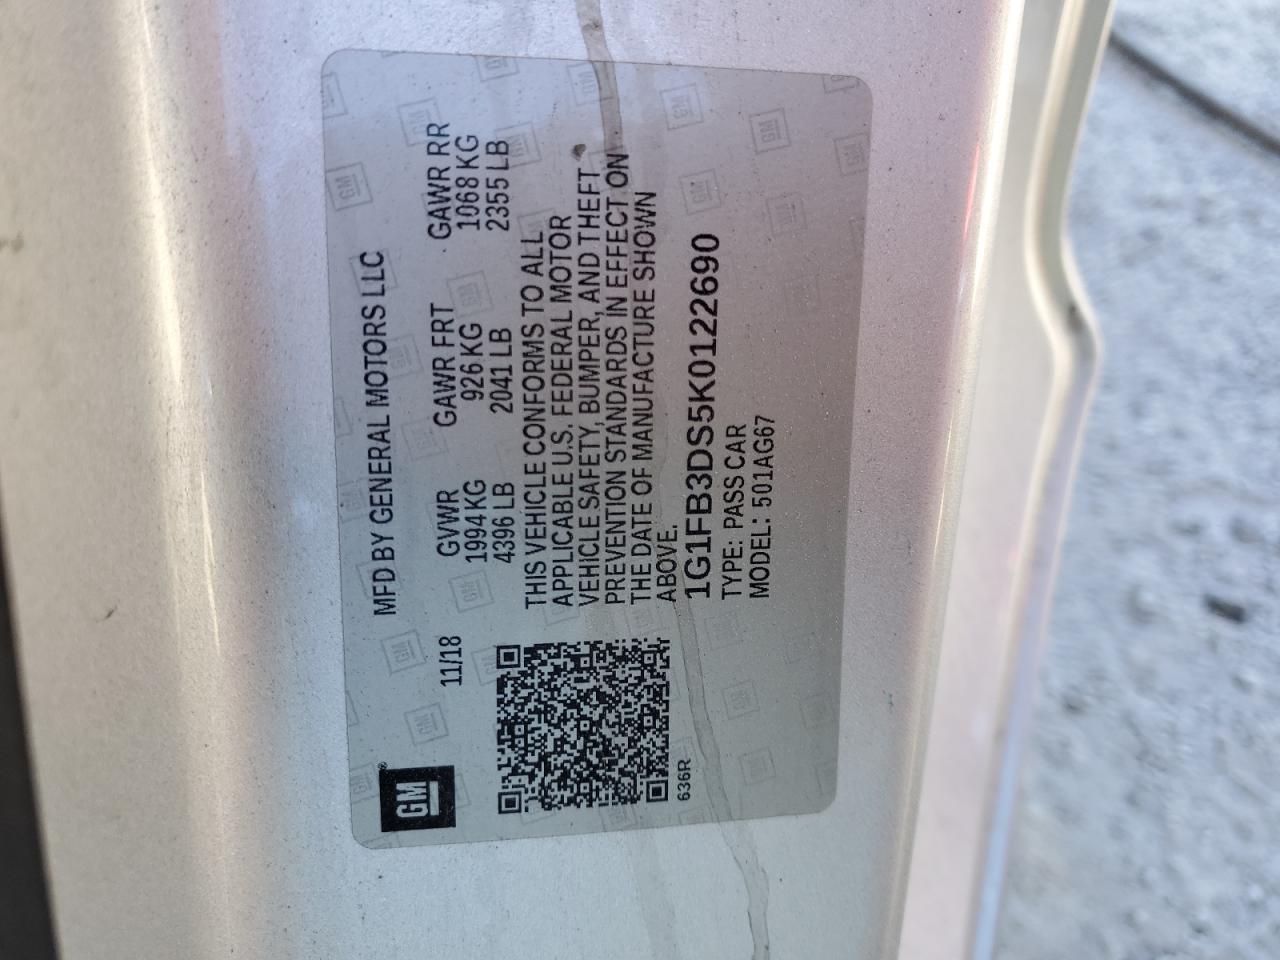 GM
MFD BY GENERAL MOTORS LLC
11/18
GVWR GAWR FRT GAWR RR
1994 KG 926 KG 1068 KG
4396 LB 2041 LB 2355 LB
THIS VEHICLE CONFORMS TO ALL
APPLICABLE U.S. FEDERAL MOTOR
VEHICLE SAFETY, BUMPER, AND THEFT
PREVENTION STANDARDS IN EFFECT ON
THE DATE OF MANUFACTURE SHOWN
ABOVE.
1G1FB3DS5K0122690
TYPE: PASS CAR
MODEL: 501AG67
636R